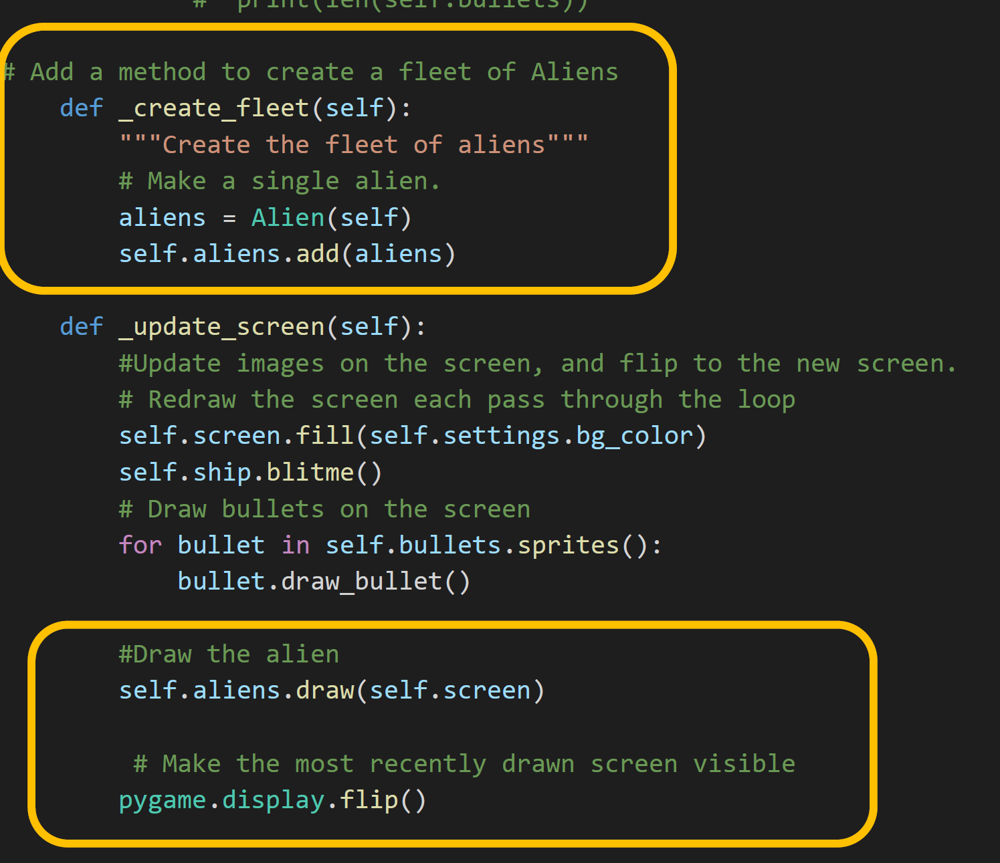 # print(len(self.bullets))
# Add a method to create a fleet of Aliens
def _create_fleet(self):
"""Create the fleet of aliens"""
# Make a single alien.
aliens = Alien(self)
self.aliens.add(aliens)
def _update_screen(self):
#Update images on the screen, and flip to the new screen.
# Redraw the screen each pass through the loop
self.screen.fill(self.settings.bg_color)
self.ship.blitme()
# Draw bullets on the screen
for bullet in self.bullets.sprites():
bullet.draw_bullet()
#Draw the alien
self.aliens.draw(self.screen)
# Make the most recently drawn screen visible
pygame.display.flip()